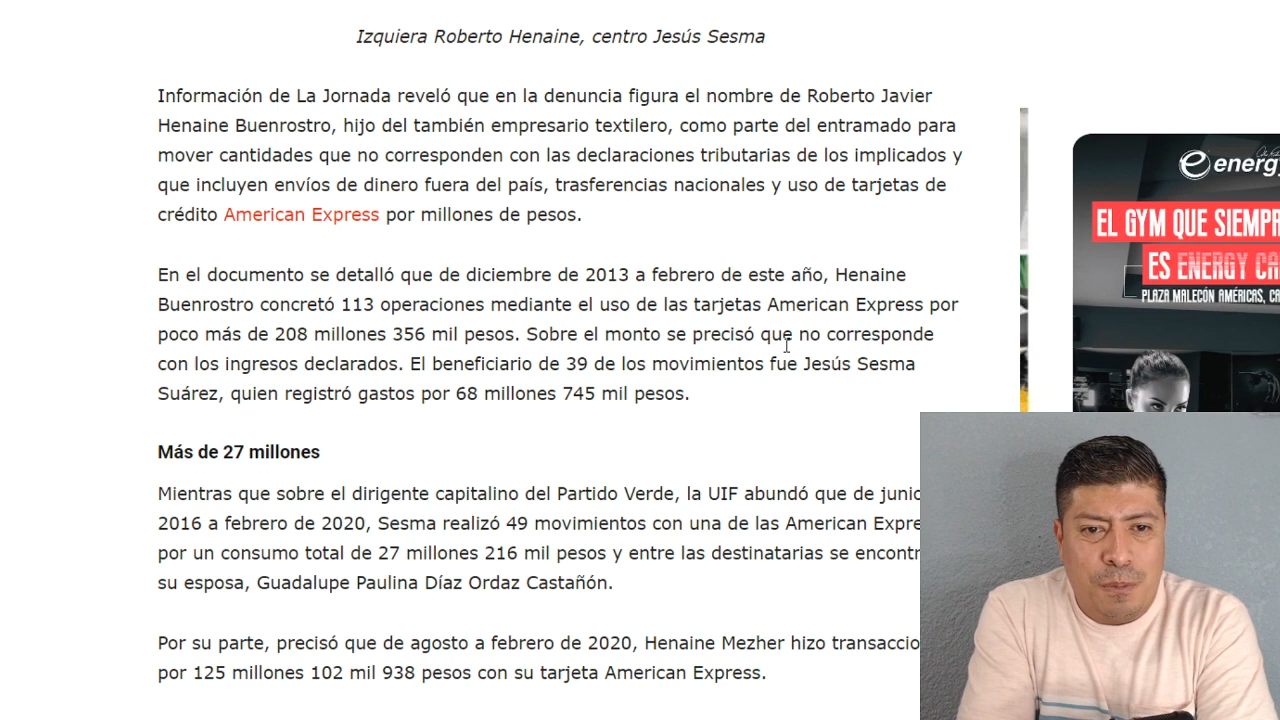 Izquiera Roberto Henaine, centro Jesús Sesma
Información de La Jornada reveló que en la denuncia figura el nombre de Roberto Javier
Henaine Buenrostro, hijo del también empresario textilero, como parte del entramado para
mover cantidades que no corresponden con las declaraciones tributarias de los implicados y
que incluyen envíos de dinero fuera del país, trasferencias nacionales y uso de tarjetas de
crédito American Express por millones de pesos.
En el documento se detalló que de diciembre de 2013 a febrero de este año, Henaine
Buenrostro concretó 113 operaciones mediante el uso de las tarjetas American Express por
poco más de 208 millones 356 mil pesos. Sobre el monto se precisó que no corresponde
con los ingresos declarados. El beneficiario de 39 de los movimientos fue Jesús Sesma
Suárez, quien registró gastos por 68 millones 745 mil pesos.
Más de 27 millones
Mientras que sobre el dirigente capitalino del Partido Verde, la UIF abundó que de junio
2016 a febrero de 2020, Sesma realizó 49 movimientos con una de las American Expre
por un consumo total de 27 millones 216 mil pesos y entre las destinatarias se encontr
su esposa, Guadalupe Paulina Díaz Ordaz Castañón.
Por su parte, precisó que de agosto a febrero de 2020, Henaine Mezher hizo transaccio
por 125 millones 102 mil 938 pesos con su tarjeta American Express.
energy
EL GYM QUE SIEMPR
ES ENERGY CA
PLAZA MALECÓN AMÉRICAS, CA